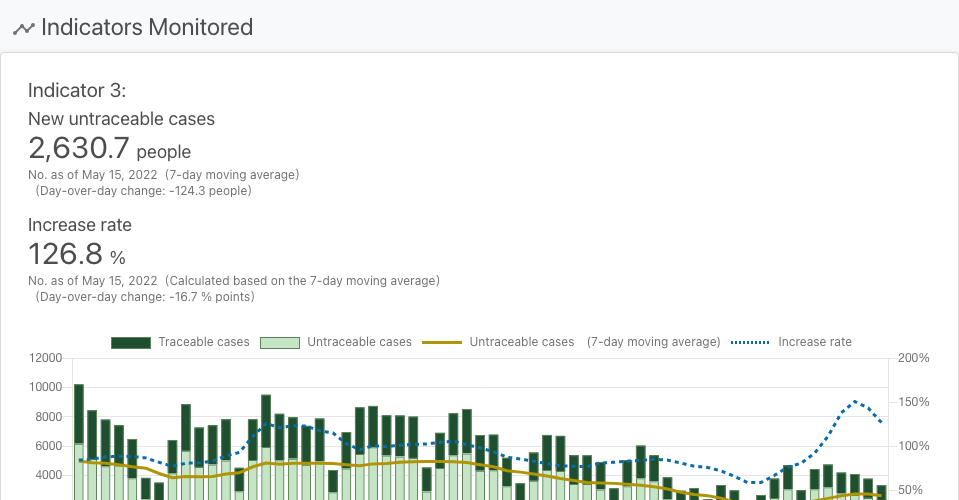 Indicators Monitored
Indicator 3:
New untraceable cases
2,630.7 people
No. as of May 15, 2022 (7-day moving average)
(Day-over-day change: -124.3 people)
Increase rate
126.8 %
No. as of May 15, 2022 (Calculated based on the 7-day moving average)
(Day-over-day change: -16.7 % points)
Traceable cases Untraceable cases Untraceable cases (7-day moving average) Increase rate
12000 200%
10000
150%
8000
6000 100%
4000
50%